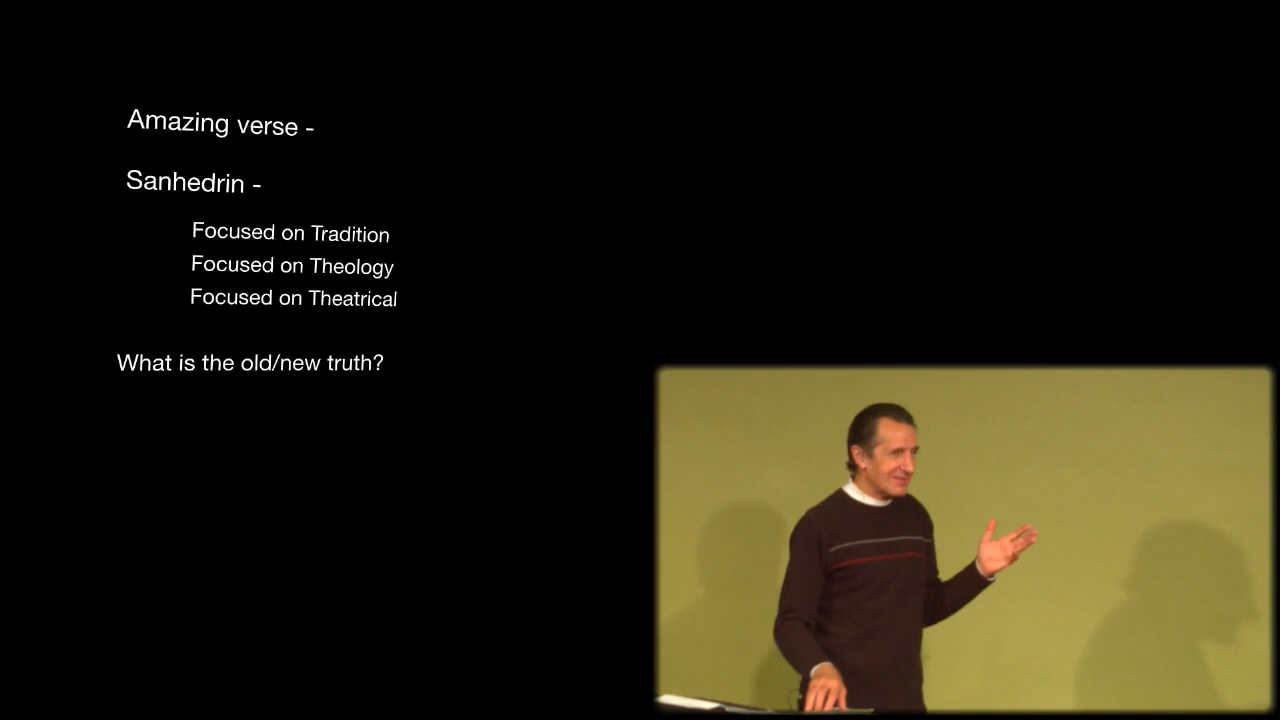 Amazing verse -
Sanhedrin -
Focused on Tradition
Focused on Theology
Focused on Theatrical
What is the old/new truth?